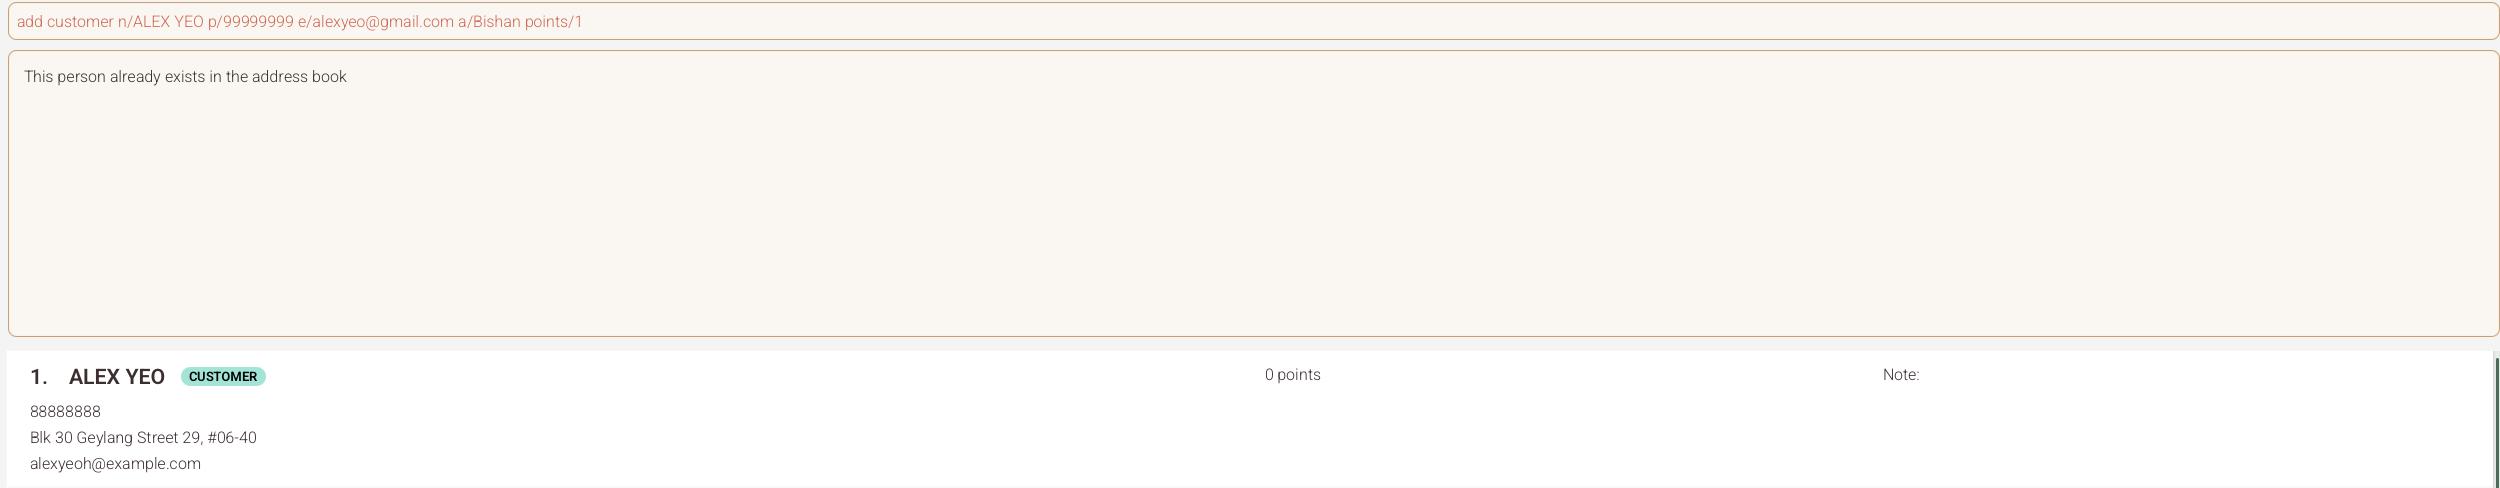 add customer n/ALEX YEO p/99999999 e/alexyeo@gmail.com a/Bishan points/1
This person already exists in the address book
1. ALEX YEO CUSTOMER 0 points Note:
88888888
Blk 30 Geylang Street 29, #06-40
alexyeoh@example.com